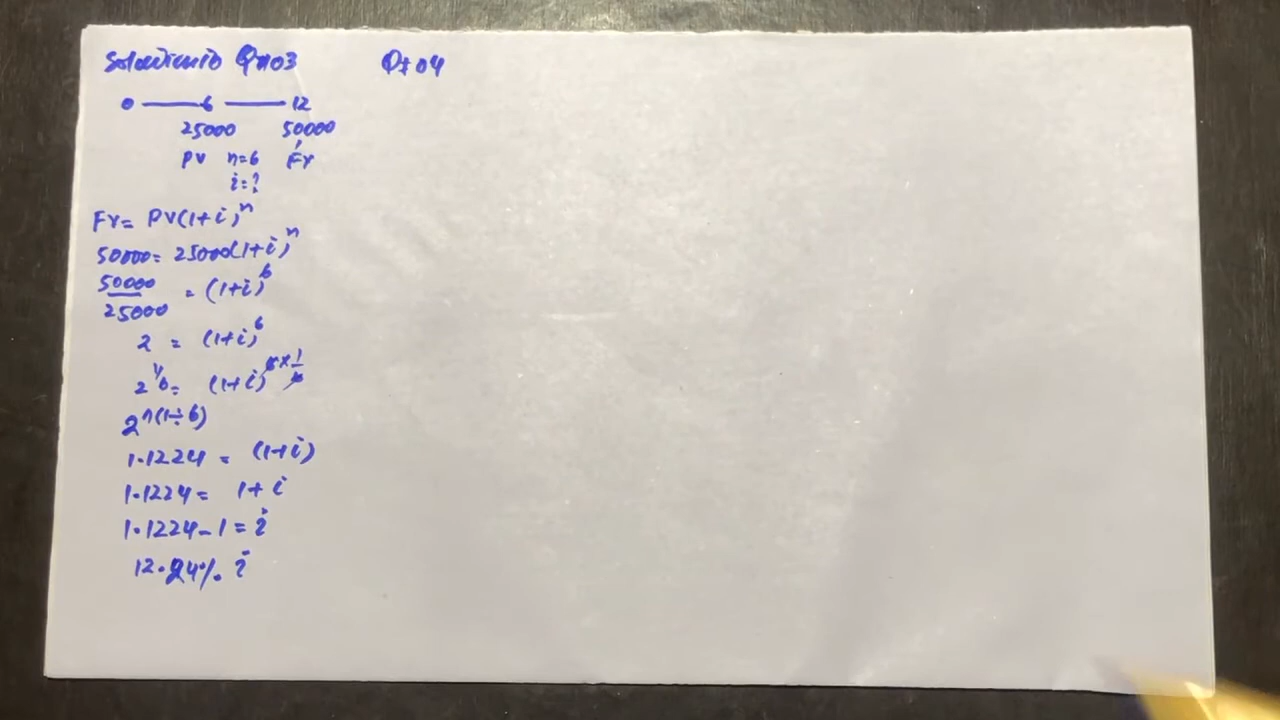 Solution to Q#03
Q#04
0 — 6 — 12
25000 50000
PV n=6 FV
i=?
FV= PV(1+i)^n
50000= 25000(1+i)^n
50000/25000 = (1+i)^6
2 = (1+i)^6
2^1/6= (1+i)^6×1/6
2^(1÷6)
1.1224 = (1+i)
1.1224= 1+i
1.1224-1=i
12.24% i